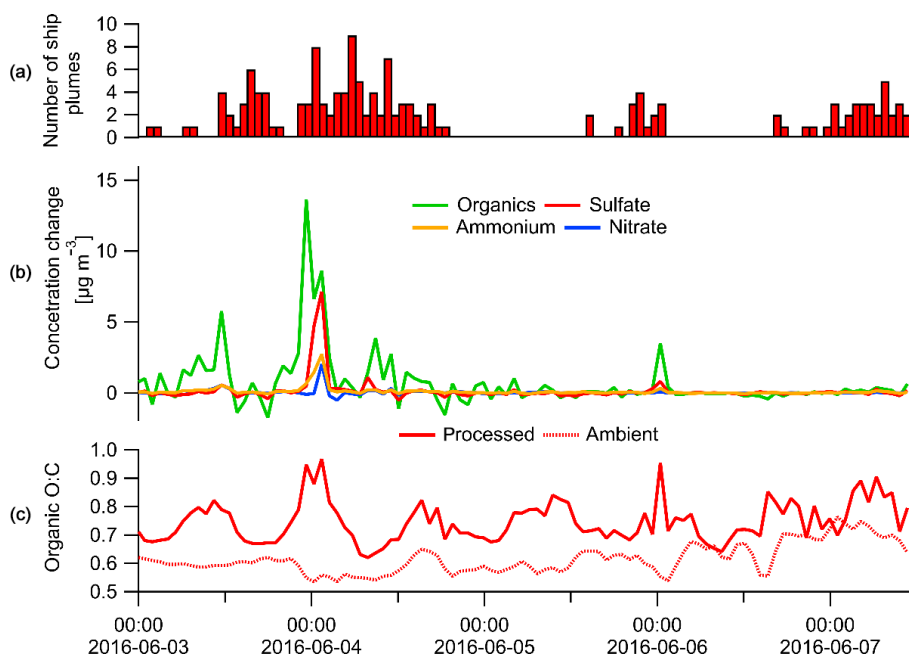 (a)
Number of ship
plumes
10
8
6
4
2
0
(b)
Concetration change
[µg m⁻³]
15
10
5
0
Organics Sulfate
Ammonium Nitrate
(c)
Organic O:C
1.0
0.9
0.8
0.7
0.6
0.5
Processed Ambient
00:00 00:00 00:00 00:00 00:00
2016-06-03 2016-06-04 2016-06-05 2016-06-06 2016-06-07